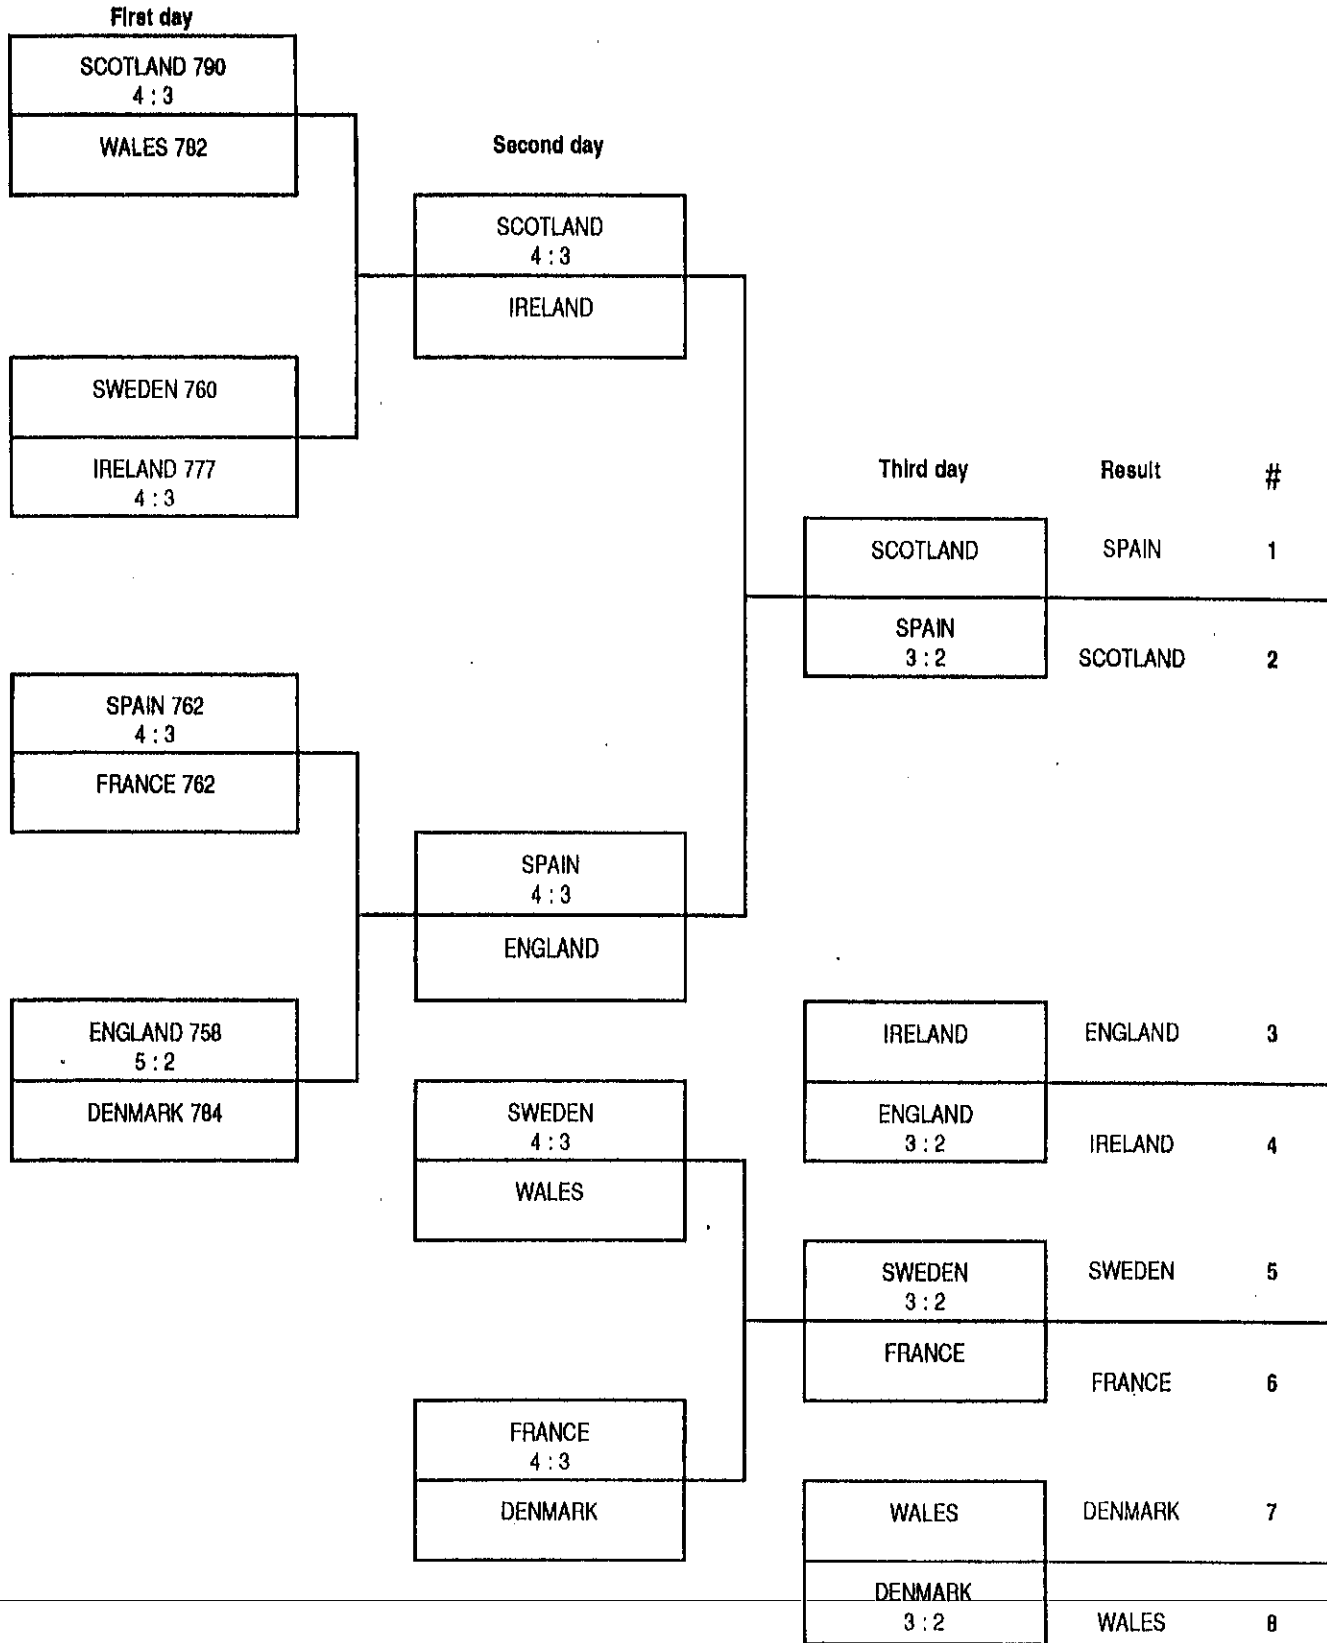 First day
SCOTLAND 790
4 : 3
WALES 782
SWEDEN 760
IRELAND 777
4 : 3
SPAIN 762
4 : 3
FRANCE 762
ENGLAND 758
5 : 2
DENMARK 784
Second day
SCOTLAND
4 : 3
IRELAND
SPAIN
4 : 3
ENGLAND
SWEDEN
4 : 3
WALES
FRANCE
4 : 3
DENMARK
Third day Result #
SCOTLAND SPAIN 1
SPAIN
3 : 2 SCOTLAND 2
IRELAND ENGLAND 3
ENGLAND
3 : 2 IRELAND 4
SWEDEN SWEDEN 5
3 : 2
FRANCE FRANCE 6
WALES DENMARK 7
DENMARK
3 : 2 WALES 8